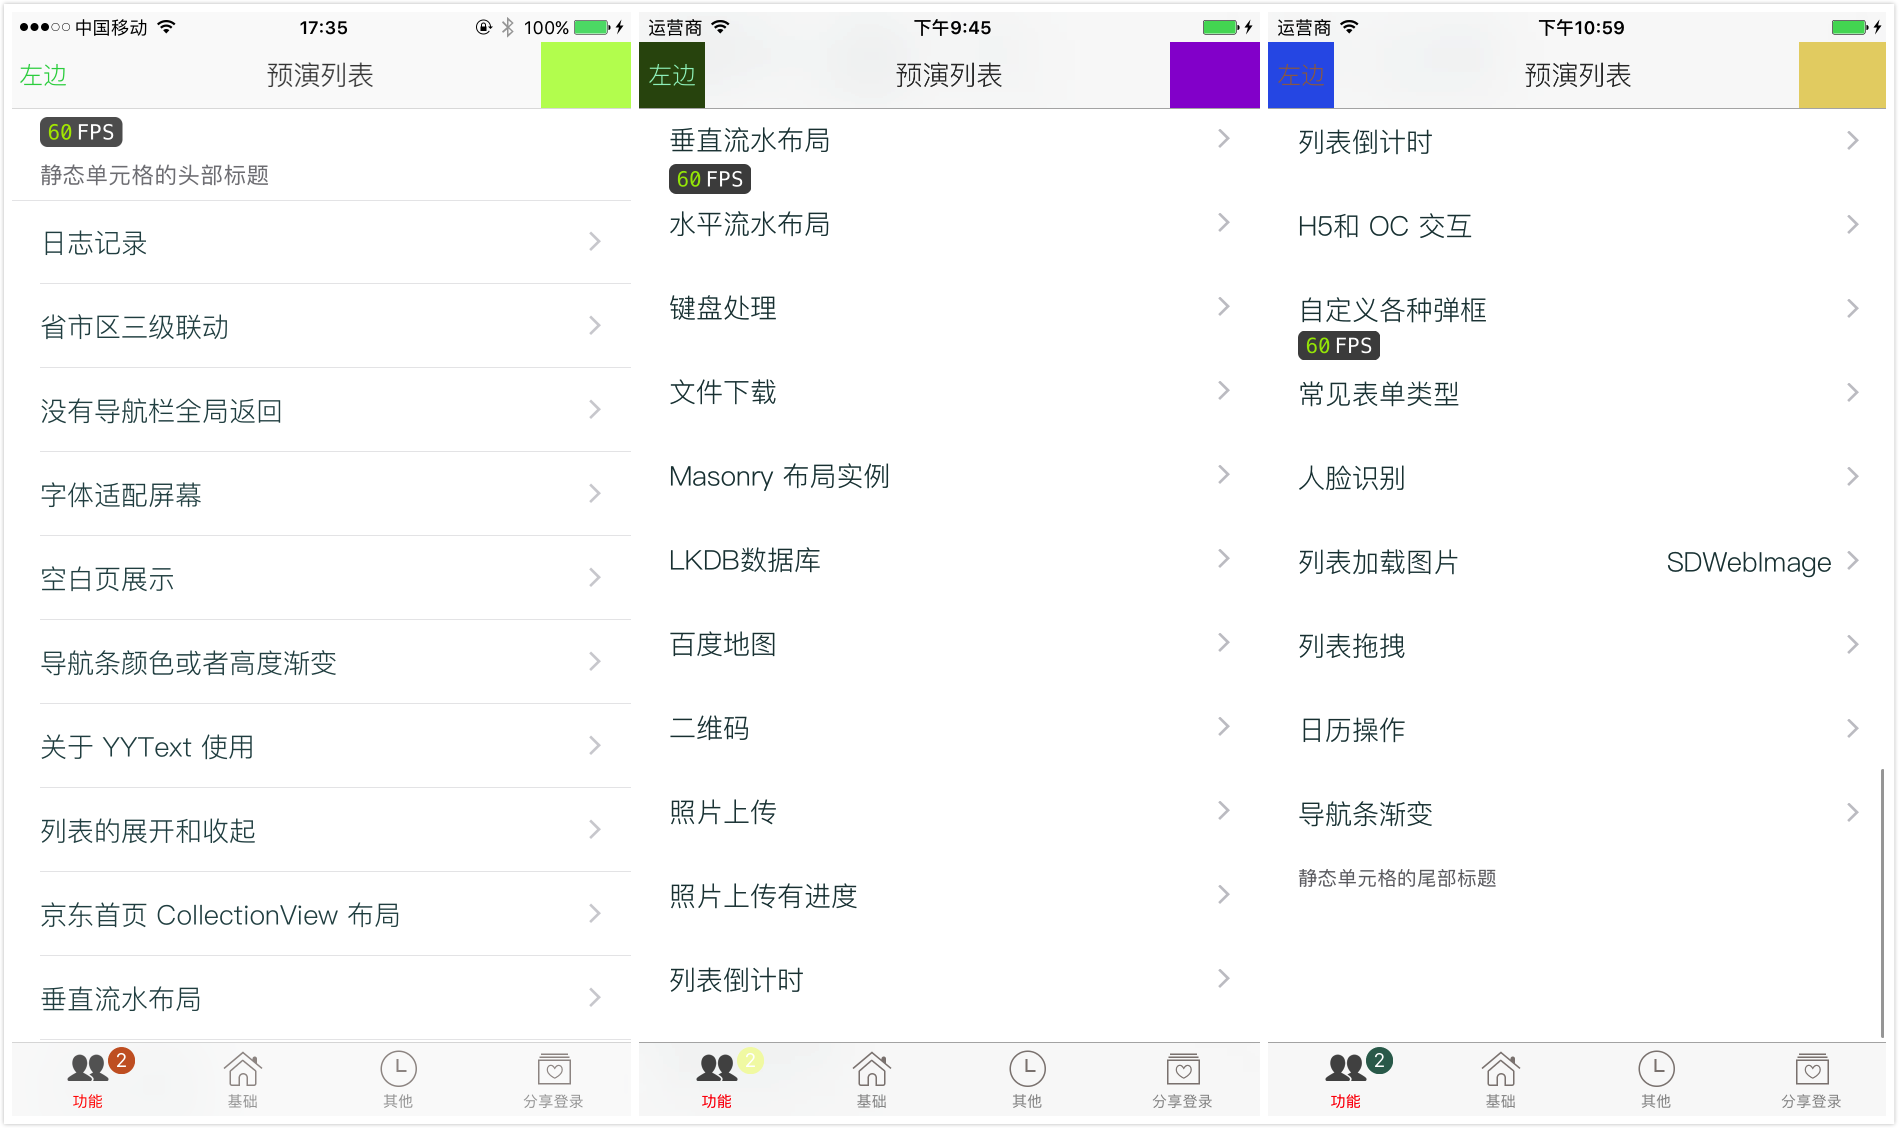 中国移动
17:35
100%
左边
预演列表
60 FPS
静态单元格的头部标题
日志记录
省市区三级联动
没有导航栏全局返回
字体适配屏幕
空白页展示
导航条颜色或者高度渐变
关于 YYText 使用
列表的展开和收起
京东首页 CollectionView 布局
垂直流水布局
2
功能
基础
其他
分享登录
运营商
下午9:45
左边
预演列表
垂直流水布局
60 FPS
水平流水布局
键盘处理
文件下载
Masonry 布局实例
LKDB数据库
百度地图
二维码
照片上传
照片上传有进度
列表倒计时
2
功能
基础
其他
分享登录
运营商
下午10:59
左边
预演列表
列表倒计时
H5和 OC 交互
自定义各种弹框
60 FPS
常见表单类型
人脸识别
列表加载图片 SDWebImage
列表拖拽
日历操作
导航条渐变
静态单元格的尾部标题
2
功能
基础
其他
分享登录